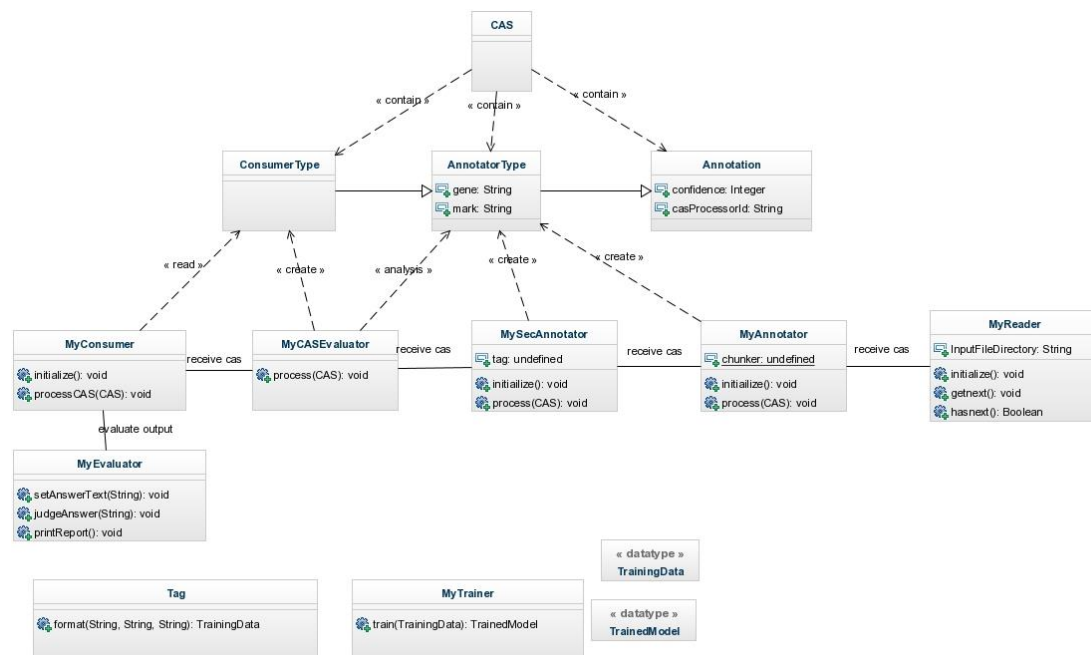 CAS
« contain »
« contain »
« contain »
ConsumerType
AnnotatorType
gene: String
mark: String
Annotation
confidence: Integer
casProcessorId: String
« read »
« create »
« analysis »
« create »
« create »
MyConsumer
initialize(): void
processCAS(CAS): void
receive cas
MyCASEvaluator
process(CAS): void
receive cas
MySecAnnotator
tag: undefined
initiailize(): void
process(CAS): void
receive cas
MyAnnotator
chunker: undefined
initiailize(): void
process(CAS): void
receive cas
MyReader
InputFileDirectory: String
initialize(): void
getnext(): void
hasnext(): Boolean
evaluate output
MyEvaluator
setAnswerText(String): void
judgeAnswer(String): void
printReport(): void
« datatype »
TrainingData
Tag
format(String, String, String): TrainingData
MyTrainer
train(TrainingData): TrainedModel
« datatype »
TrainedModel